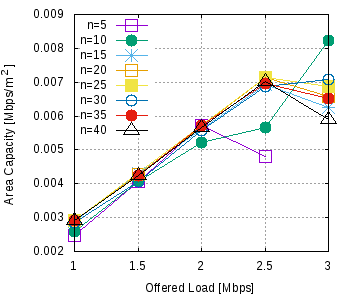 0.009
0.008
0.007
0.006
0.005
0.004
0.003
0.002
Area Capacity [Mbps/m²]
n=5
n=10
n=15
n=20
n=25
n=30
n=35
n=40
1 1.5 2 2.5 3
Offered Load [Mbps]